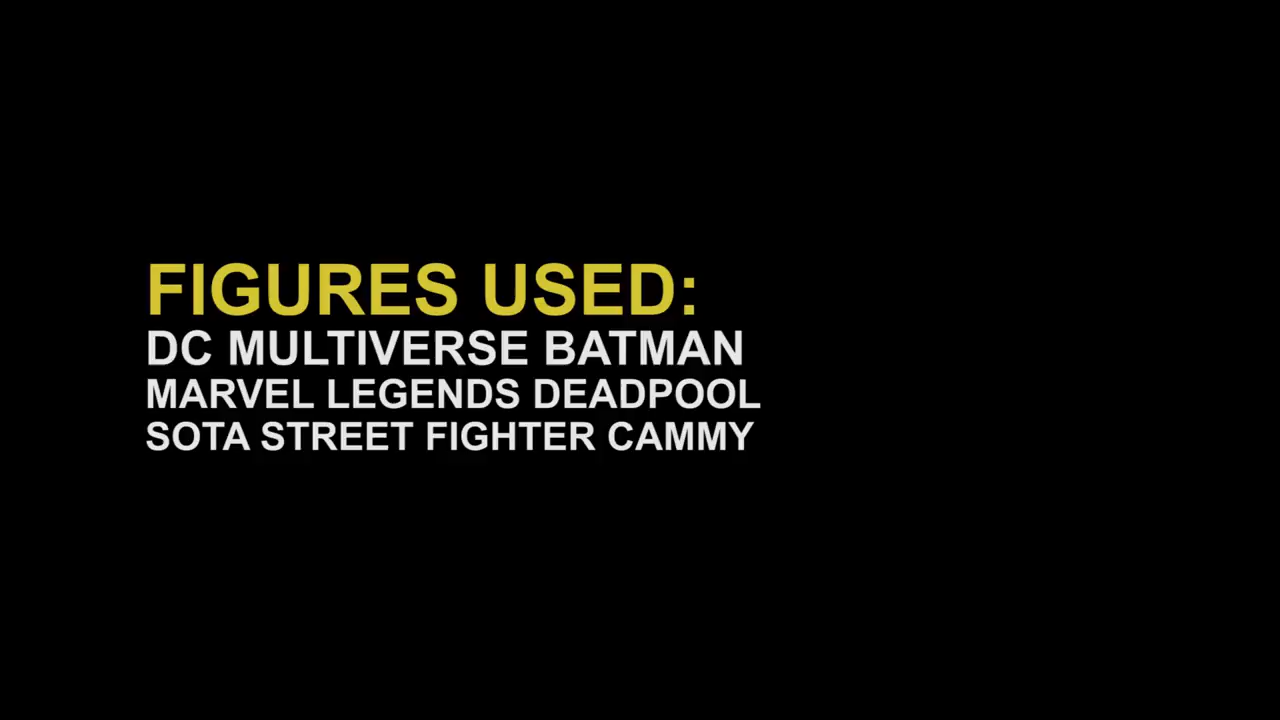 FIGURES USED:
DC MULTIVERSE BATMAN
MARVEL LEGENDS DEADPOOL
SOTA STREET FIGHTER CAMMY